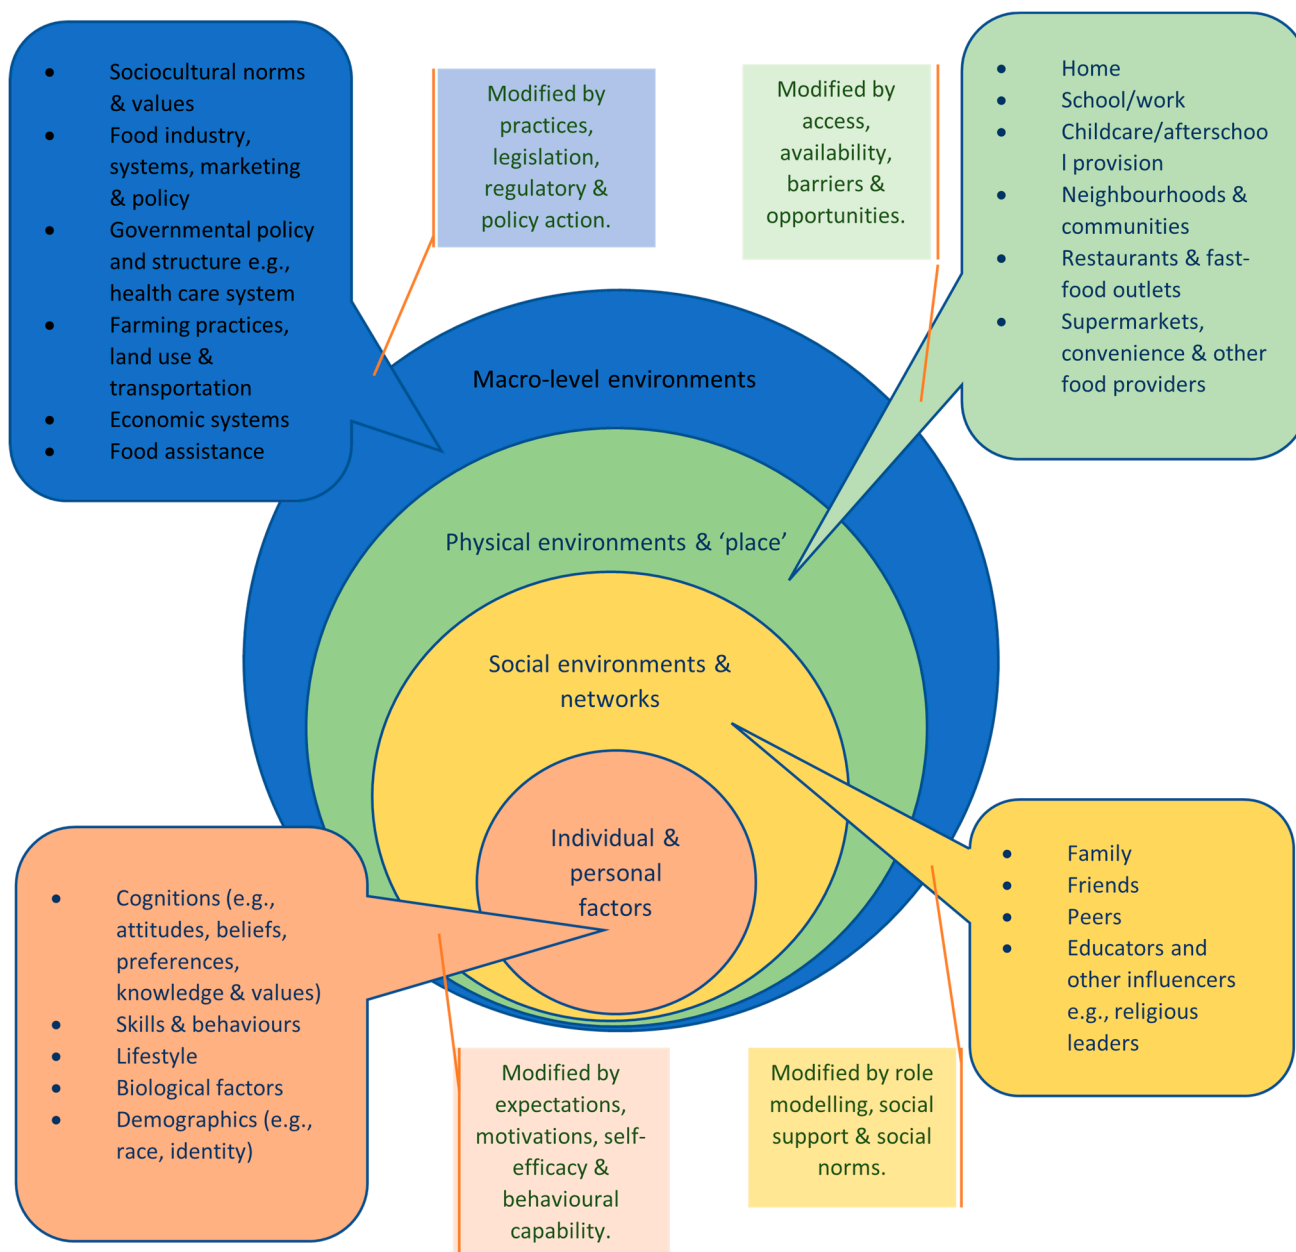 Sociocultural norms
& values
Food industry,
systems, marketing
& policy
Governmental policy
and structure e.g.,
health care system
Farming practices,
land use &
transportation
Economic systems
Food assistance
Modified by
practices,
legislation,
regulatory &
policy action.
Modified by
access,
availability,
barriers &
opportunities.
Home
School/work
Childcare/afterschoo
l provision
Neighbourhoods &
communities
Restaurants & fast-
food outlets
Supermarkets,
convenience & other
food providers
Macro-level environments
Physical environments & ‘place’
Social environments &
networks
Individual &
personal
factors
Cognitions (e.g.,
attitudes, beliefs,
preferences,
knowledge & values)
Skills & behaviours
Lifestyle
Biological factors
Demographics (e.g.,
race, identity)
Family
Friends
Peers
Educators and
other influencers
e.g., religious
leaders
Modified by
expectations,
motivations, self-
efficacy &
behavioural
capability.
Modified by role
modelling, social
support & social
norms.